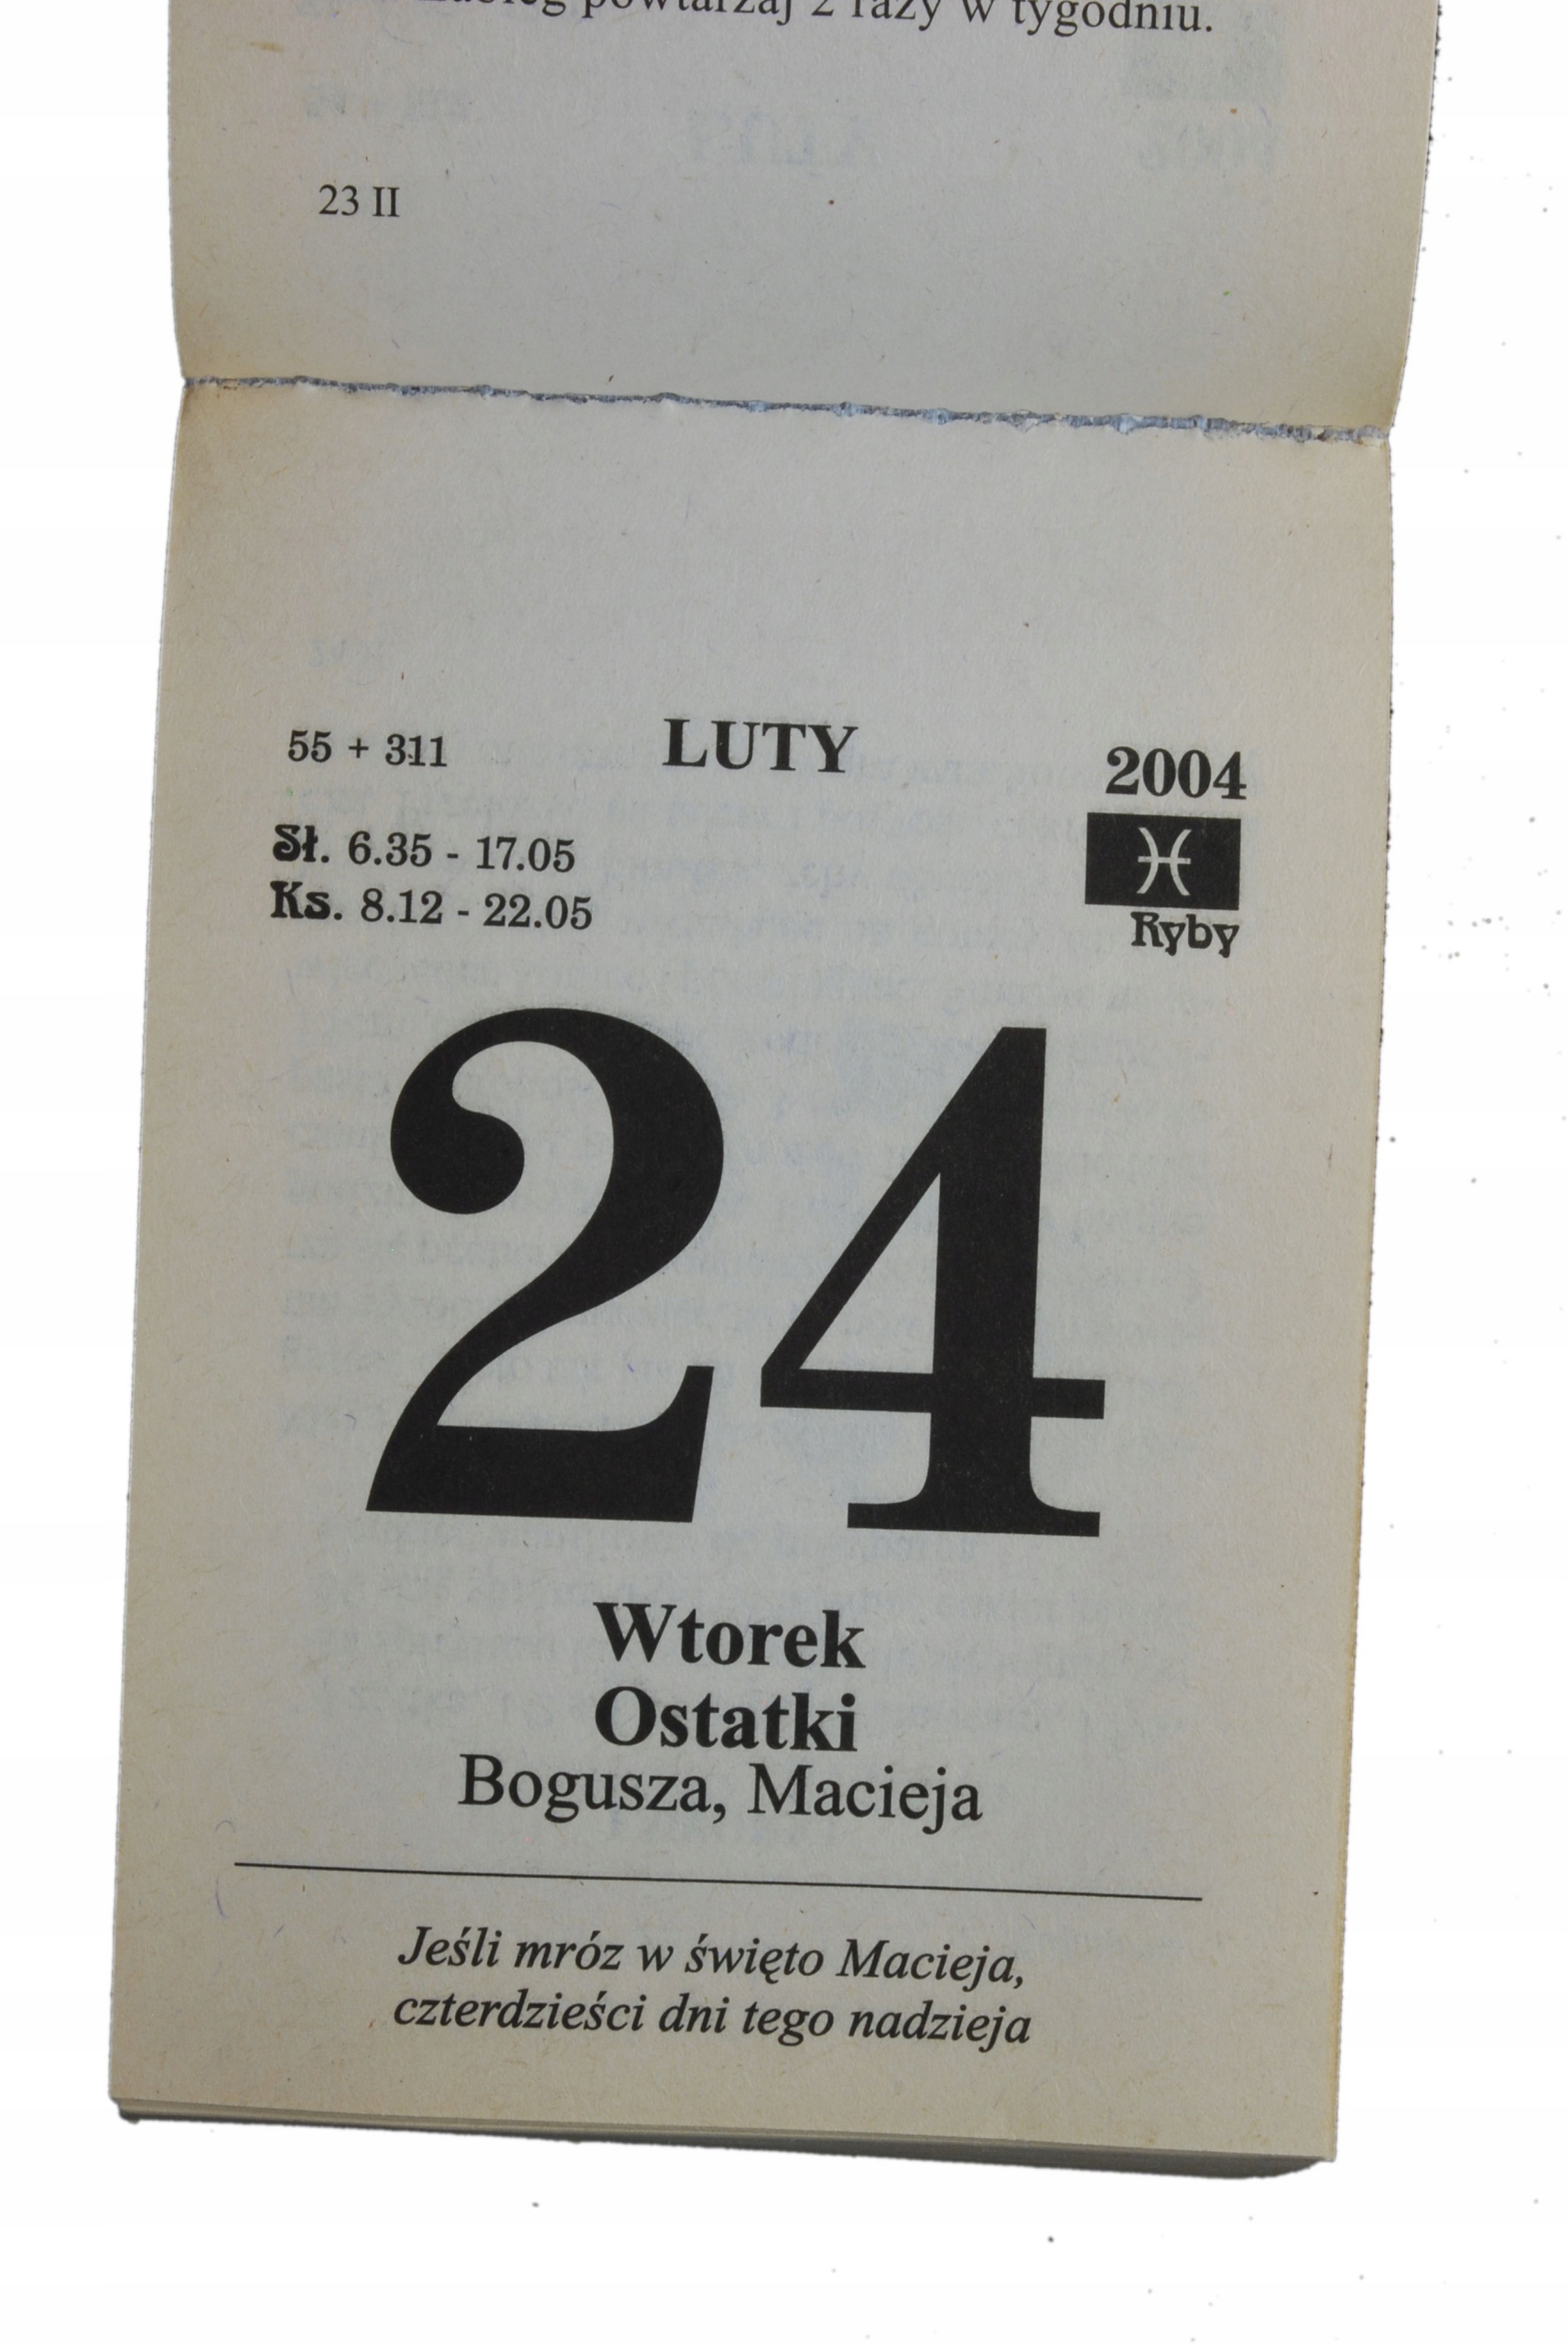 Zabieg powtarzaj 2 razy w tygodniu.
23 II
55 + 311
LUTY
2004
Sł. 6.35 - 17.05
Ks. 8.12 - 22.05
Ryby
24
Wtorek
Ostatki
Bogusza, Macieja
Jeśli mróz w święto Macieja,
czterdzieści dni tego nadzieja